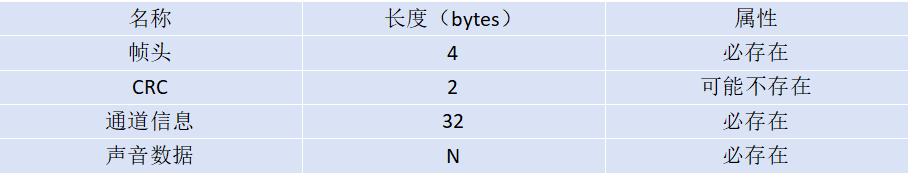 名称 长度（bytes） 属性
帧头 4 必存在
CRC 2 可能不存在
通道信息 32 必存在
声音数据 N 必存在